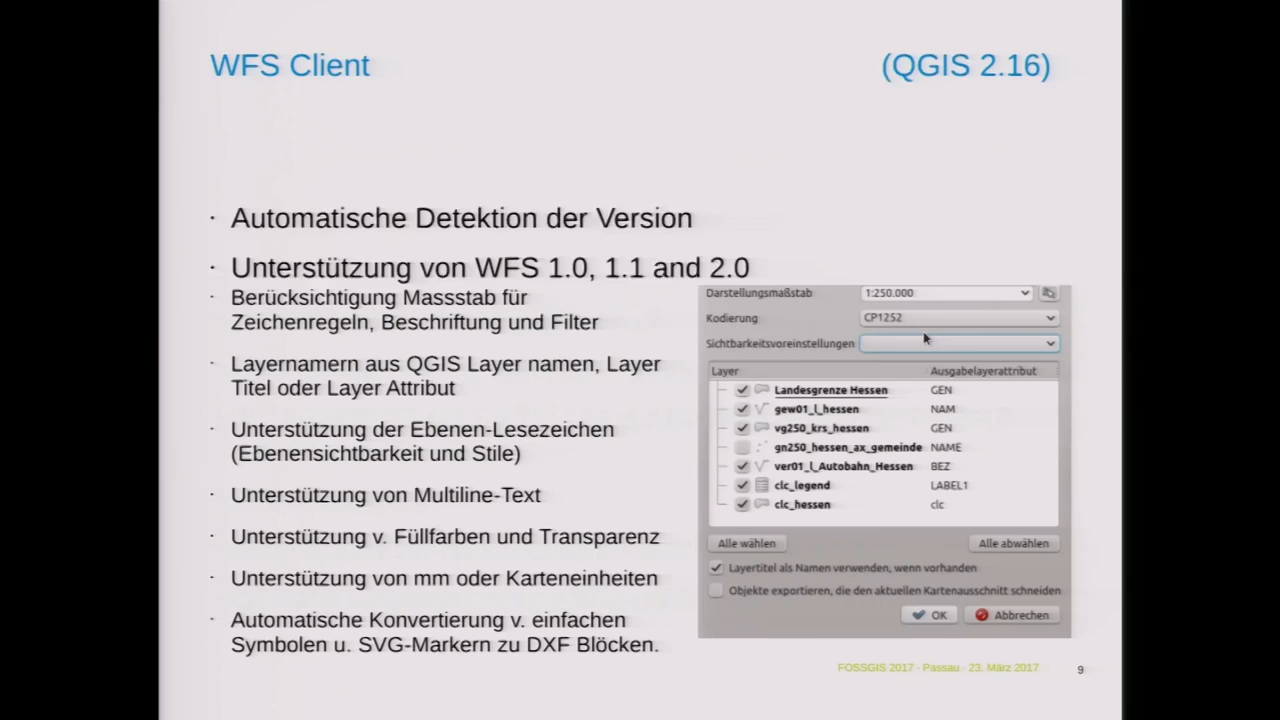 WFS Client (QGIS 2.16)
· Automatische Detektion der Version
· Unterstützung von WFS 1.0, 1.1 and 2.0
· Berücksichtigung Massstab für
Zeichenregeln, Beschriftung und Filter
· Layernamern aus QGIS Layer namen, Layer
Titel oder Layer Attribut
· Unterstützung der Ebenen-Lesezeichen
(Ebenensichtbarkeit und Stile)
· Unterstützung von Multiline-Text
· Unterstützung v. Füllfarben und Transparenz
· Unterstützung von mm oder Karteneinheiten
· Automatische Konvertierung v. einfachen
Symbolen u. SVG-Markern zu DXF Blöcken.
Darstellungsmaßstab 1:250.000
Kodierung CP1252
Sichtbarkeitsvoreinstellungen
Layer Ausgabelayerattribut
Landesgrenze Hessen GEN
gew01_l_hessen NAM
vg250_krs_hessen GEN
gn250_hessen_ax_gemeinde NAME
ver01_l_Autobahn_Hessen BEZ
clc_legend LABEL1
clc_hessen clc
Alle wählen Alle abwählen
Layertitel als Namen verwenden, wenn vorhanden
Objekte exportieren, die den aktuellen Kartenausschnitt schneiden
OK Abbrechen
FOSSGIS 2017 - Passau - 23. März 2017 9